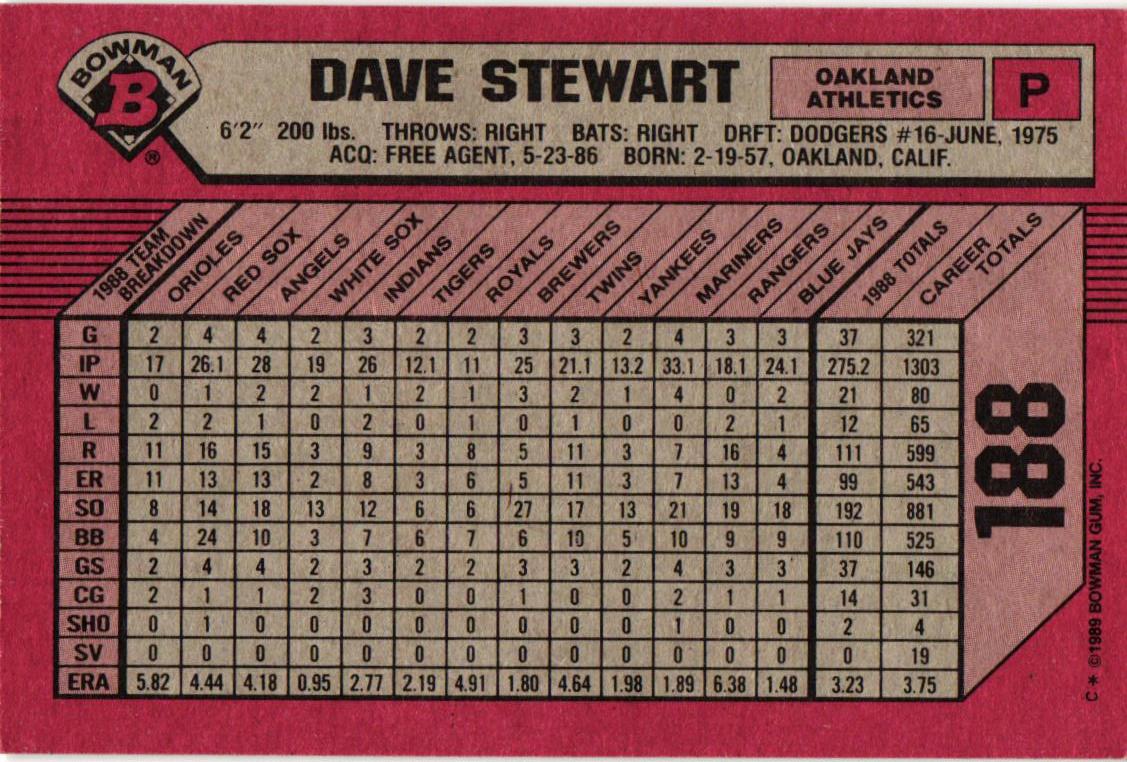 BOWMAN
B
®
DAVE STEWART
OAKLAND
ATHLETICS
P
6'2" 200 lbs. THROWS: RIGHT BATS: RIGHT DRFT: DODGERS #16-JUNE, 1975
ACQ: FREE AGENT, 5-23-86 BORN: 2-19-57, OAKLAND, CALIF.
1988 TEAM
BREAKDOWN
ORIOLES
RED SOX
ANGELS
WHITE SOX
INDIANS
TIGERS
ROYALS
BREWERS
TWINS
YANKEES
MARINERS
RANGERS
BLUE JAYS
1988 TOTALS
CAREER
TOTALS
G 2 4 4 2 3 2 2 3 3 2 4 3 3 37 321
IP 17 26.1 28 19 26 12.1 11 25 21.1 13.2 33.1 18.1 24.1 275.2 1303
W 0 1 2 2 1 2 1 3 2 1 4 0 2 21 80
L 2 2 1 0 2 0 1 0 1 0 0 2 1 12 65
R 11 16 15 3 9 3 8 5 11 3 7 16 4 111 599
ER 11 13 13 2 8 3 6 5 11 3 7 13 4 99 543
SO 8 14 18 13 12 6 6 27 17 13 21 19 18 192 881
BB 4 24 10 3 7 6 7 6 10 5 10 9 9 110 525
GS 2 4 4 2 3 2 2 3 3 2 4 3 3 37 146
CG 2 1 1 2 3 0 0 1 0 0 2 1 1 14 31
SHO 0 1 0 0 0 0 0 0 0 0 1 0 0 2 4
SV 0 0 0 0 0 0 0 0 0 0 0 0 0 0 19
ERA 5.82 4.44 4.18 0.95 2.77 2.19 4.91 1.80 4.64 1.98 1.89 6.38 1.48 3.23 3.75
188
C * ©1989 BOWMAN GUM, INC.